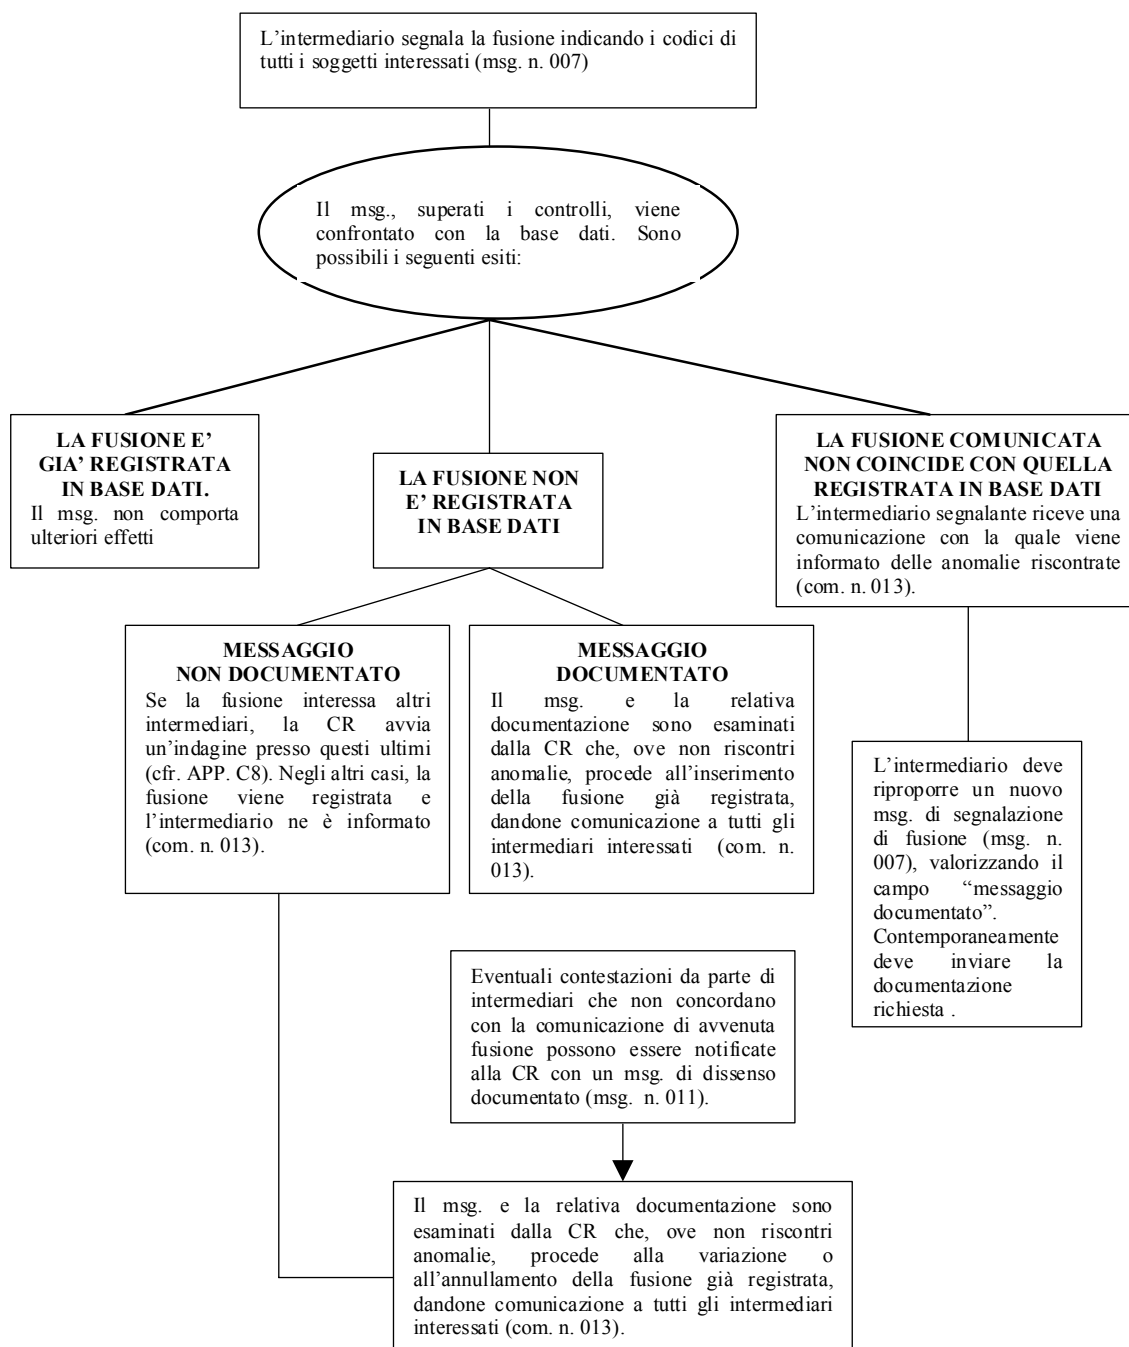 L’intermediario segnala la fusione indicando i codici di
tutti i soggetti interessati (msg. n. 007)
Il msg., superati i controlli, viene
confrontato con la base dati. Sono
possibili i seguenti esiti:
LA FUSIONE E’
GIA’ REGISTRATA
IN BASE DATI.
Il msg. non comporta
ulteriori effetti
LA FUSIONE NON
E’ REGISTRATA
IN BASE DATI
LA FUSIONE COMUNICATA
NON COINCIDE CON QUELLA
REGISTRATA IN BASE DATI
L’intermediario segnalante riceve una
comunicazione con la quale viene
informato delle anomalie riscontrate
(com. n. 013).
MESSAGGIO
NON DOCUMENTATO
Se la fusione interessa altri
intermediari, la CR avvia
un’indagine presso questi ultimi
(cfr. APP. C8). Negli altri casi, la
fusione viene registrata e
l’intermediario ne è informato
(com. n. 013).
MESSAGGIO
DOCUMENTATO
Il msg. e la relativa
documentazione sono esaminati
dalla CR che, ove non riscontri
anomalie, procede all’inserimento
della fusione già registrata,
dandone comunicazione a tutti gli
intermediari interessati (com. n.
013).
L’intermediario deve
riproporre un nuovo
msg. di segnalazione
di fusione (msg. n.
007), valorizzando il
campo “messaggio
documentato”.
Contemporaneamente
deve inviare la
documentazione
richiesta .
Eventuali contestazioni da parte di
intermediari che non concordano
con la comunicazione di avvenuta
fusione possono essere notificate
alla CR con un msg. di dissenso
documentato (msg. n. 011).
Il msg. e la relativa documentazione sono
esaminati dalla CR che, ove non riscontri
anomalie, procede alla variazione o
all’annullamento della fusione già registrata,
dandone comunicazione a tutti gli intermediari
interessati (com. n. 013).